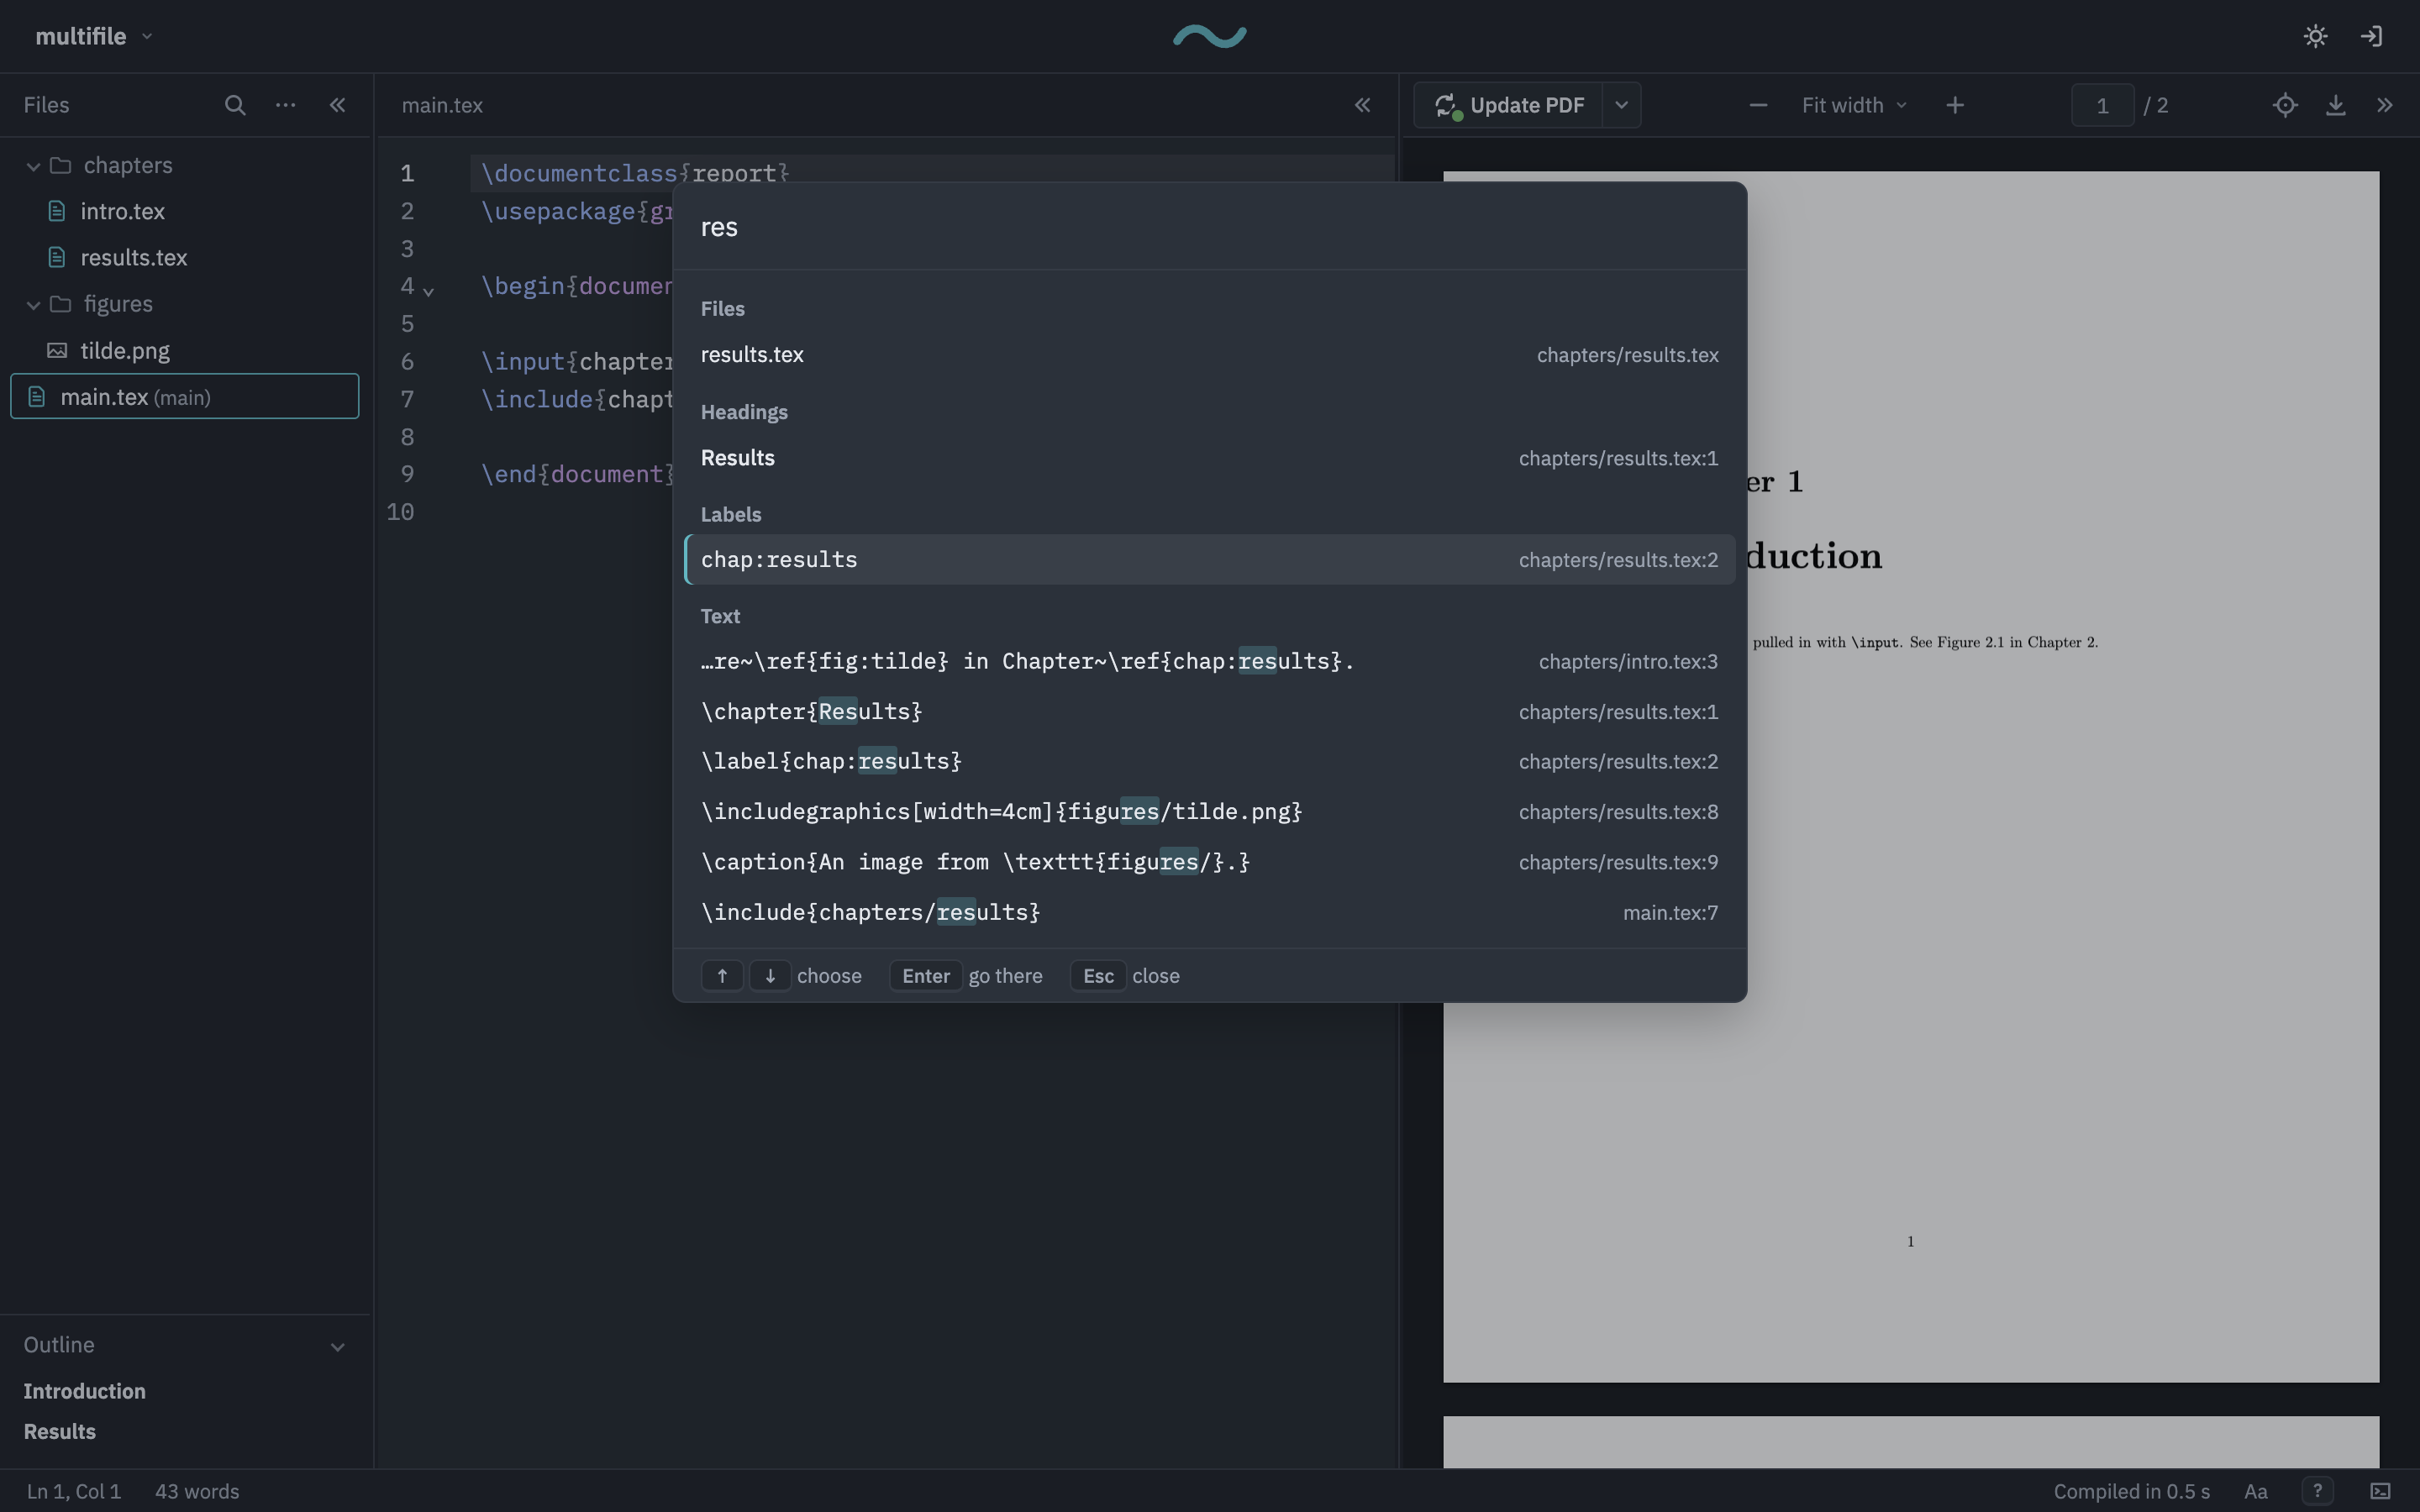 multifile
Files
main.tex
Update PDF
Fit width
1 / 2
chapters
intro.tex
results.tex
figures
tilde.png
main.tex (main)
1 \documentclass{report}
2 \usepackage{gr
3
4 \begin{documen
5
6 \input{chapter
7 \include{chapt
8
9 \end{document}
10
res
Files
results.tex chapters/results.tex
Headings
Results chapters/results.tex:1
Labels
chap:results chapters/results.tex:2
Text
…re~\ref{fig:tilde} in Chapter~\ref{chap:results}. chapters/intro.tex:3
\chapter{Results} chapters/results.tex:1
\label{chap:results} chapters/results.tex:2
\includegraphics[width=4cm]{figures/tilde.png} chapters/results.tex:8
\caption{An image from \texttt{figures/}.} chapters/results.tex:9
\include{chapters/results} main.tex:7
↑ ↓ choose Enter go there Esc close
er 1
duction
pulled in with \input. See Figure 2.1 in Chapter 2.
1
Outline
Introduction
Results
Ln 1, Col 1 43 words
Compiled in 0.5 s Aa ?